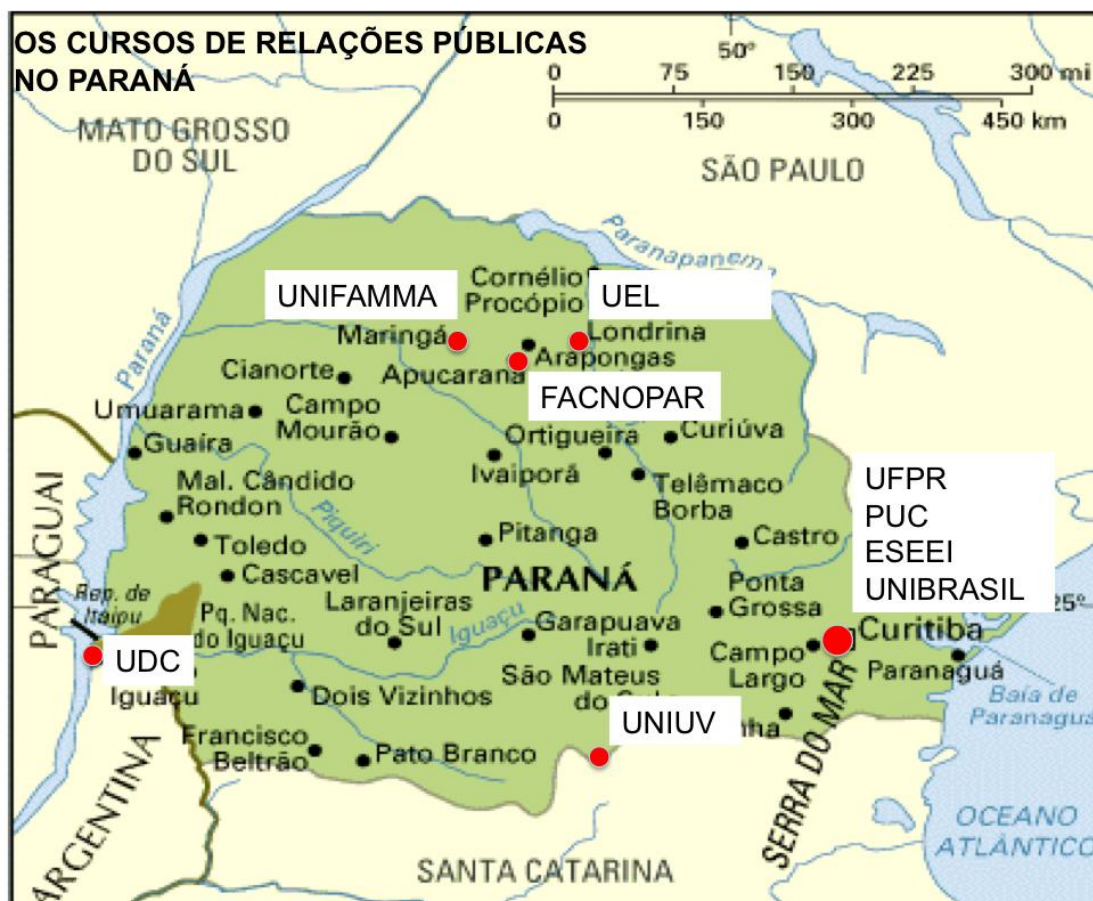 OS CURSOS DE RELAÇÕES PÚBLICAS
NO PARANÁ
50º
0 75 150 225 300 mi
0 150 300 450 km
MATO GROSSO
DO SUL
SÃO PAULO
Paranapanema
Paraná
Cornélio
Procópio
UNIFAMMA
UEL
Maringá
Londrina
Arapongas
Apucarana
Cianorte
FACNOPAR
Umuarama
Campo
Mourão
Guaíra
Ortigueira
Curiúva
Ivaiporã
Mal. Cândido
Rondon
Telêmaco
Borba
UFPR
PUC
ESEEI
UNIBRASIL
Piquiri
Toledo
Pitanga
Castro
PARAGUAI
Cascavel
PARANÁ
Rep. de
Itaipu
Pq. Nac.
do Iguaçu
Laranjeiras
do Sul
Iguaçu
Garapuava
Irati
Ponta
Grossa
25º
Curitiba
UDC
Iguaçu
São Mateus
do
Campo
Largo
Paranaguá
Dois Vizinhos
UNIUV
nha
Baía de
Paranaguá
Francisco
Beltrão
Pato Branco
SERRA DO MAR
ARGENTINA
SANTA CATARINA
OCEANO
ATLÂNTICO